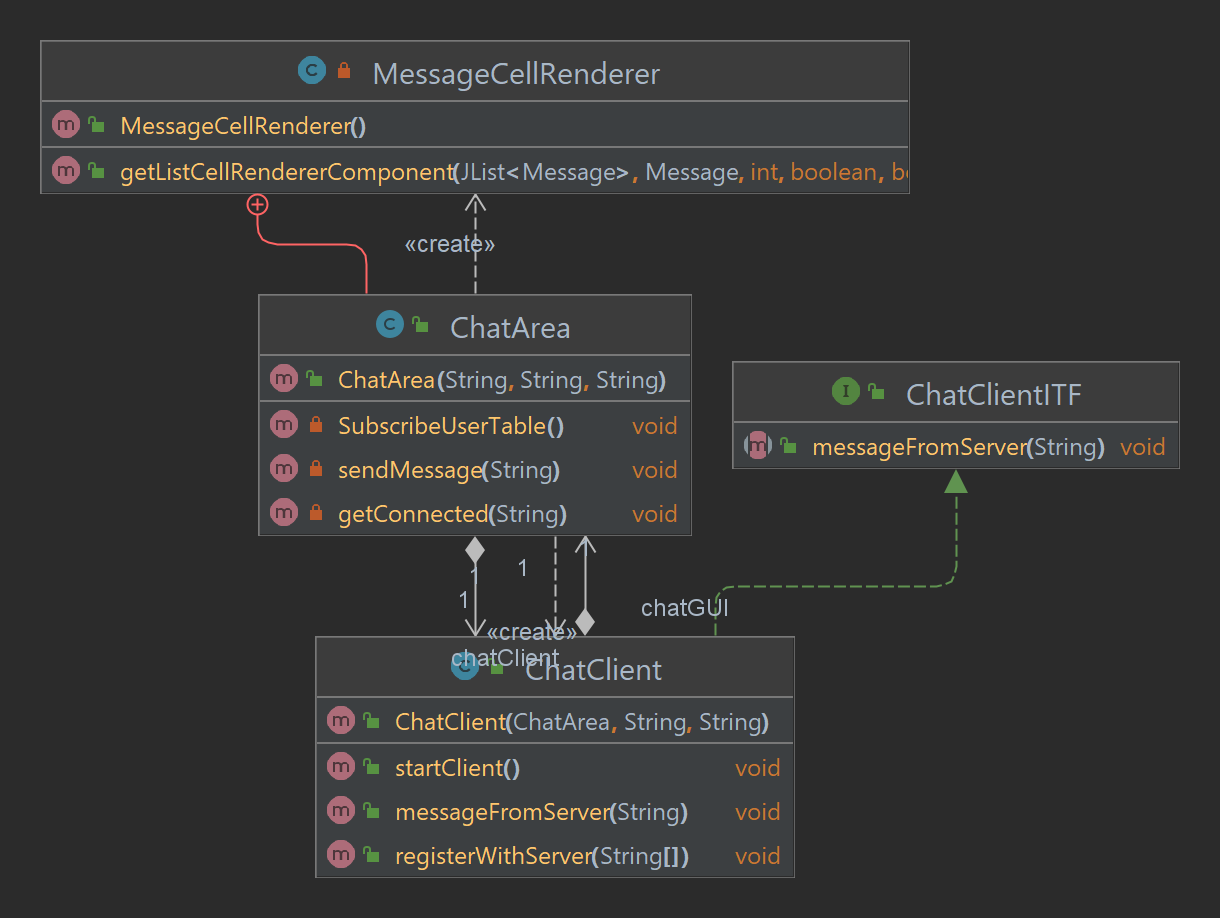 MessageCellRenderer
MessageCellRenderer()
getListCellRendererComponent(JList<Message>, Message, int, boolean, bo
«create»
ChatArea
ChatArea(String, String, String)
SubscribeUserTable() void
sendMessage(String) void
getConnected(String) void
ChatClientITF
messageFromServer(String) void
1
1
1
chatGUI
«create»
chatClient
ChatClient
ChatClient(ChatArea, String, String)
startClient() void
messageFromServer(String) void
registerWithServer(String[]) void